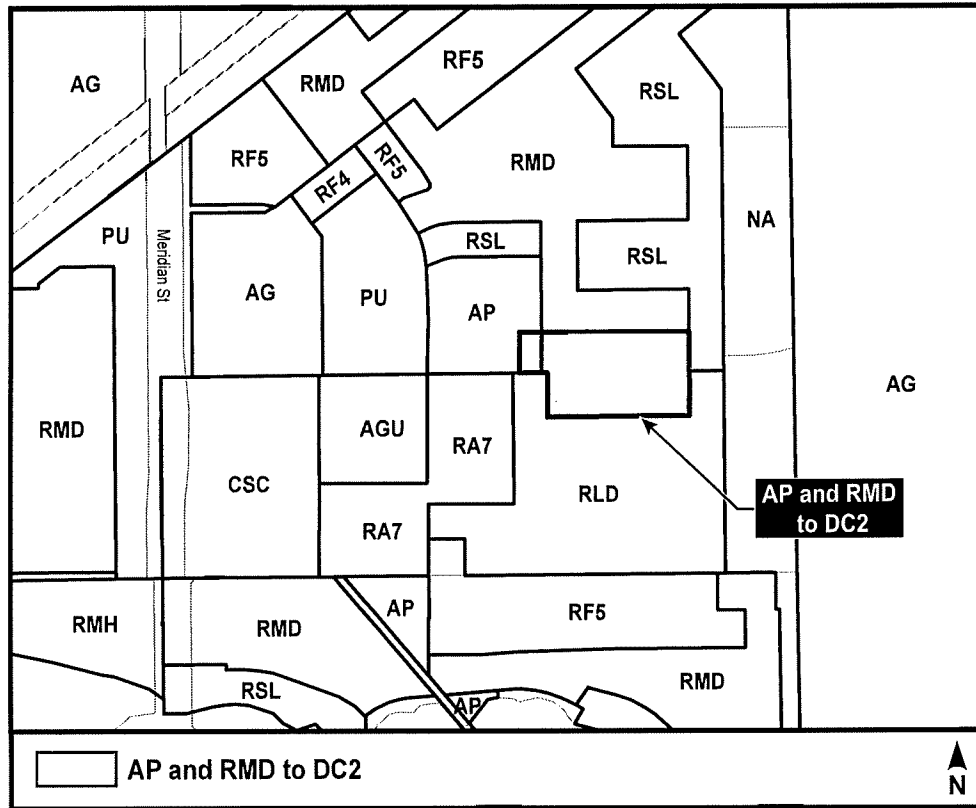 AG
RMD
RF5
RSL
RF5
RF5
RMD
RF4
NA
PU
Meridian St
RSL
RSL
AG
PU
AP
AG
RMD
AGU
RA7
CSC
RLD
AP and RMD
to DC2
RA7
AP
RF5
RMH
RMD
RSL
RMD
AP
AP and RMD to DC2
N